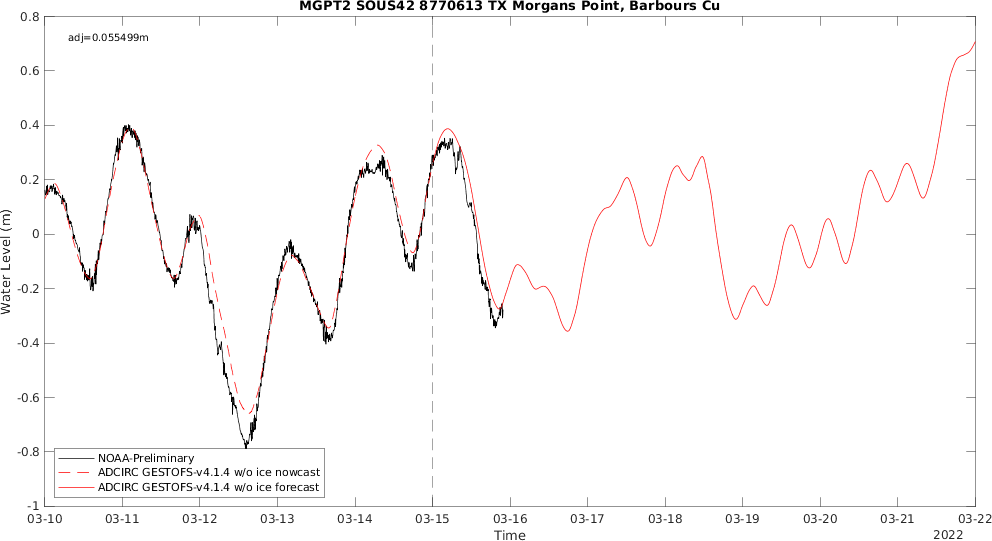 MGPT2 SOUS42 8770613 TX Morgans Point, Barbours Cu
adj=0.055499m
0.8
0.6
0.4
0.2
0
-0.2
-0.4
-0.6
-0.8
-1
Water Level (m)
NOAA-Preliminary
ADCIRC GESTOFS-v4.1.4 w/o ice nowcast
ADCIRC GESTOFS-v4.1.4 w/o ice forecast
03-10 03-11 03-12 03-13 03-14 03-15 03-16 03-17 03-18 03-19 03-20 03-21 03-22
Time
2022